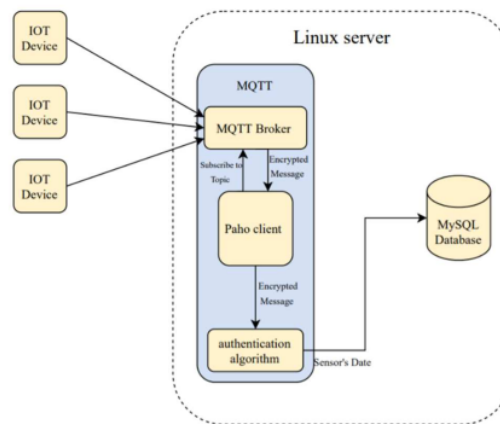 IOT
Device
IOT
Device
IOT
Device
Linux server
MQTT
MQTT Broker
Subscribe to
Topic
Encrypted
Message
Paho client
Encrypted
Message
authentication
algorithm
Sensor's Date
MySQL
Database